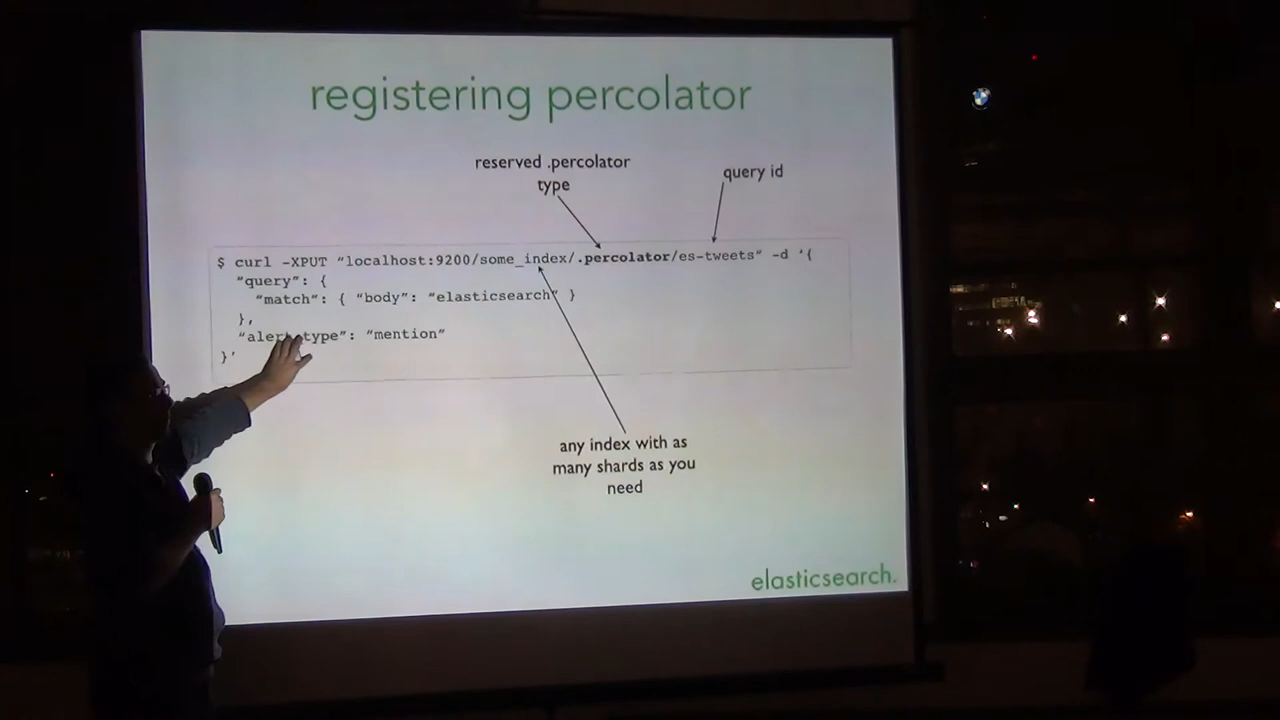 registering percolator
reserved .percolator
type
query id
$ curl -XPUT “localhost:9200/some_index/.percolator/es-tweets” -d ‘{
“query”: {
“match”: { “body”: “elasticsearch” }
},
“alert_type”: “mention”
}’
any index with as
many shards as you
need
elasticsearch.